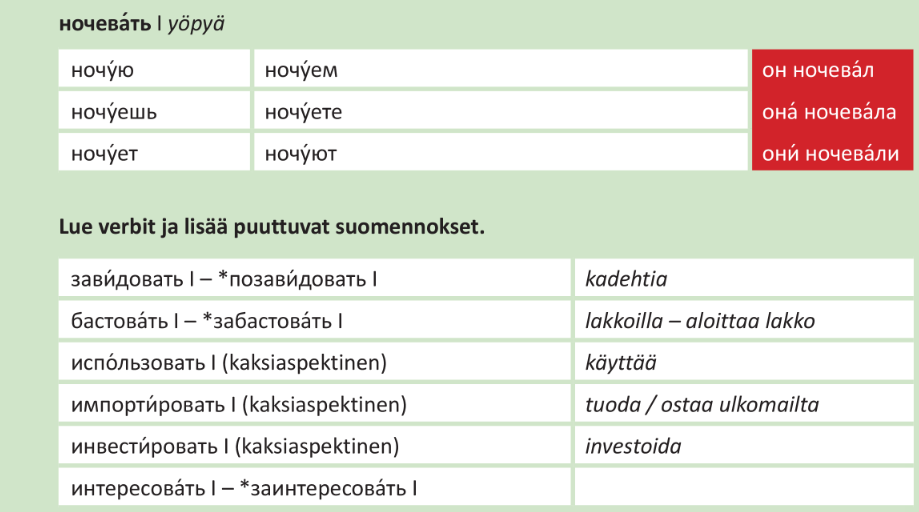 ночева́ть I yöpyä
ночу́ю ночу́ем он ночева́л
ночу́ешь ночу́ете она́ ночева́ла
ночу́ет ночу́ют они́ ночева́ли
Lue verbit ja lisää puuttuvat suomennokset.
зави́довать I – *позави́довать I kadehtia
бастова́ть I – *забастова́ть I lakkoilla – aloittaa lakko
испо́льзовать I (kaksiaspektinen) käyttää
импорти́ровать I (kaksiaspektinen) tuoda / ostaa ulkomailta
инвести́ровать I (kaksiaspektinen) investoida
интересова́ть I – *заинтересова́ть I